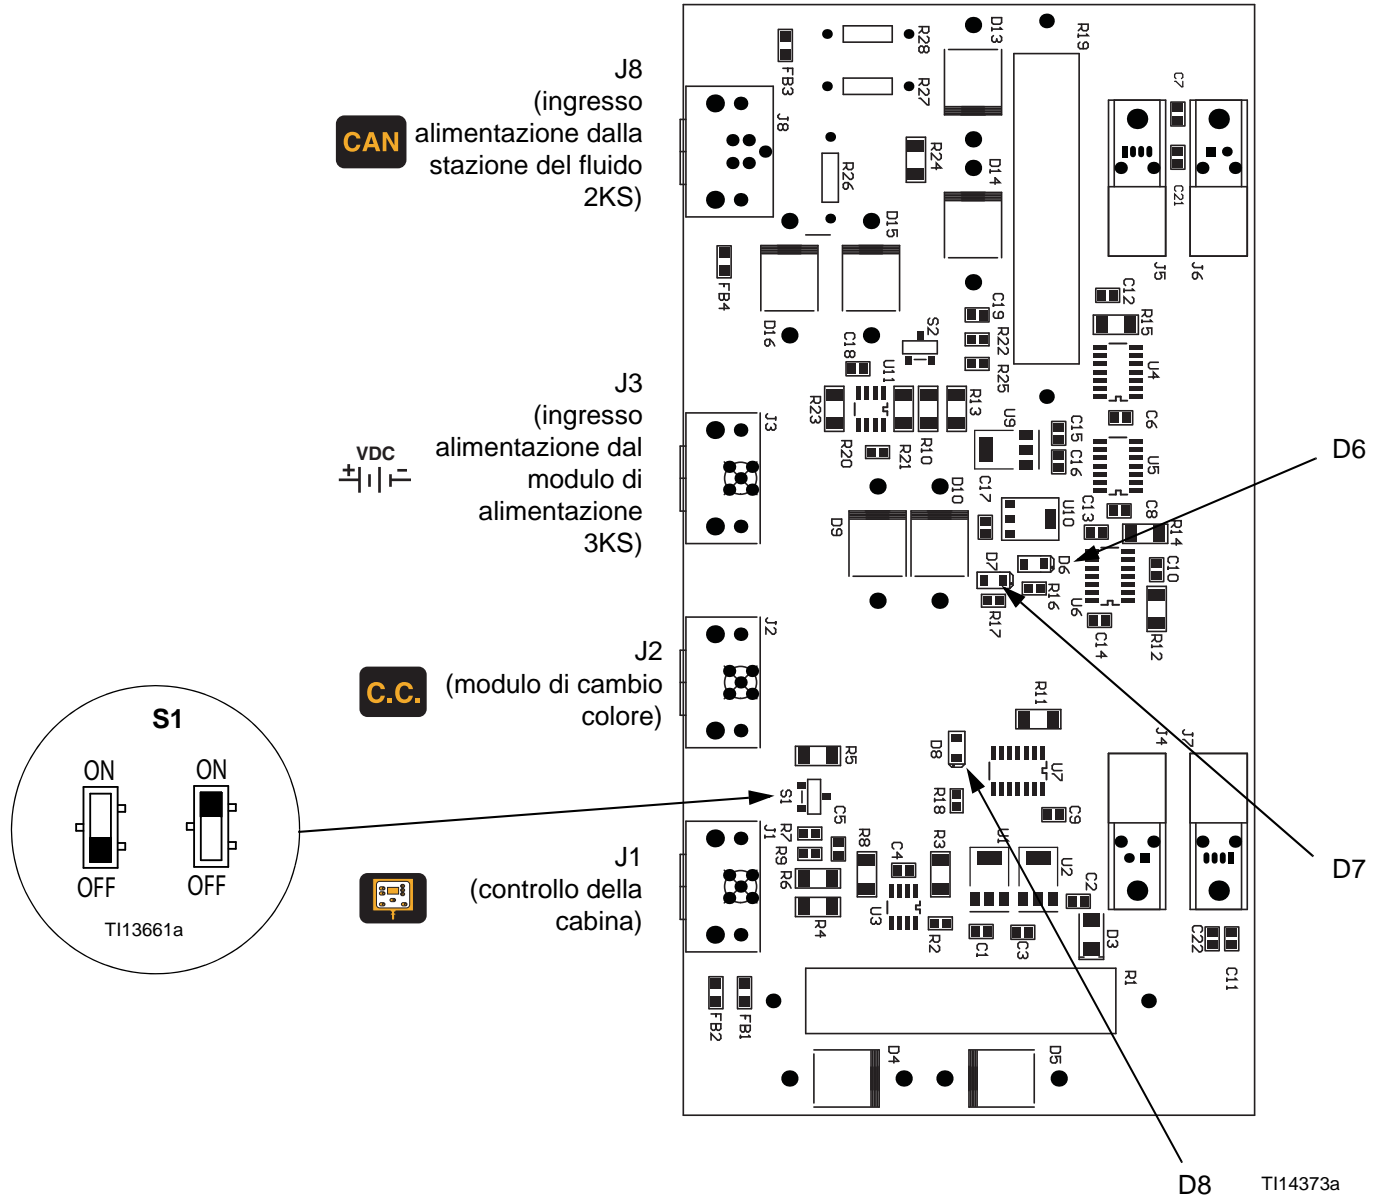 J8
(ingresso
alimentazione dalla
stazione del fluido
2KS)
CAN
J3
(ingresso
alimentazione dal
modulo di
alimentazione
3KS)
VDC
+ -
J2
(modulo di cambio
colore)
C.C.
J1
(controllo della
cabina)
S1
ON
ON
OFF
OFF
TI13661a
D6
D7
D8
TI14373a
FB3
R28
R27
D13
R19
C7
J8
R26
R24
D14
C21
D15
FB4
D16
J5
J6
C12
R15
C19
S2
R22
C18
R25
U11
U4
J3
R23
R13
U9
C6
R20
R21
R10
C15
C16
U5
D10
C17
D9
U10
C13
C8
R14
D7
D6
C10
R16
U6
R17
C14
R12
J2
R11
J4
J7
D8
R5
U7
S1
R18
C5
C9
J1
R7
R9
R8
R3
U1
U2
C4
R6
C2
R4
U3
R2
C1
C3
D3
C22
C11
R1
FB2
FB1
D4
D5